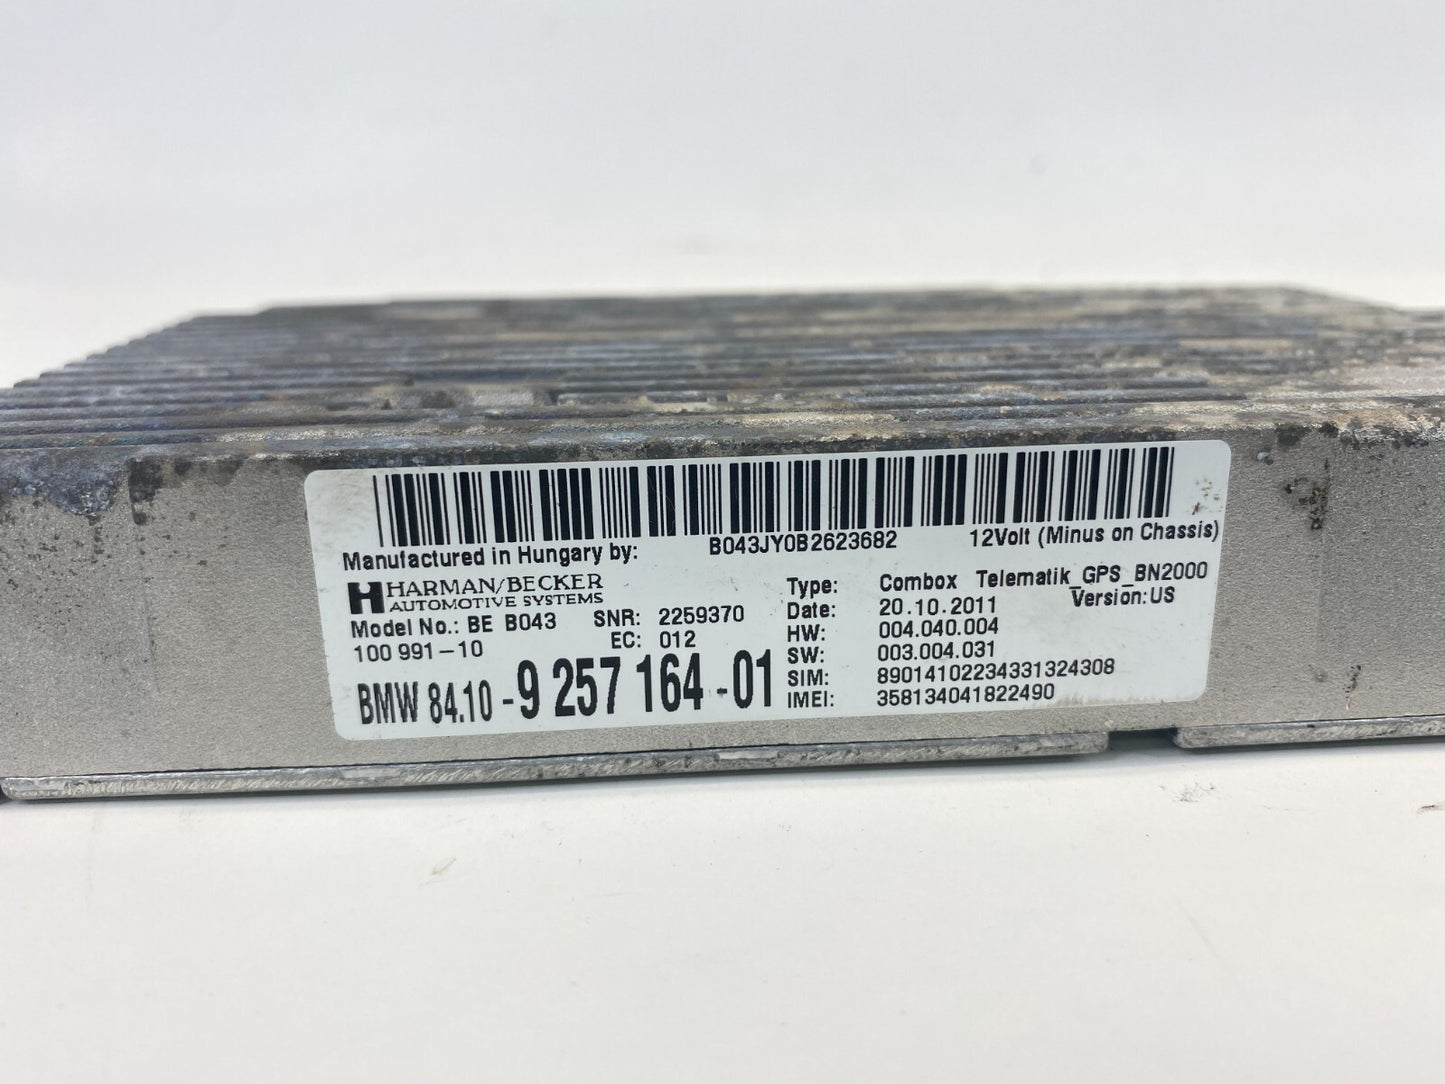 B043JY0B2623682
12Volt (Minus on Chassis)
Manufactured in Hungary by:
H HARMAN/BECKER
AUTOMOTIVE SYSTEMS
Model No.: BE B043
SNR: 2259370
100 991-10
EC: 012
BMW 84.10-9 257 164-01
Type: Combox Telematik_GPS_BN2000
Version:US
Date: 20.10.2011
HW: 004.040.004
SW: 003.004.031
SIM: 89014102234331324308
IMEI: 358134041822490